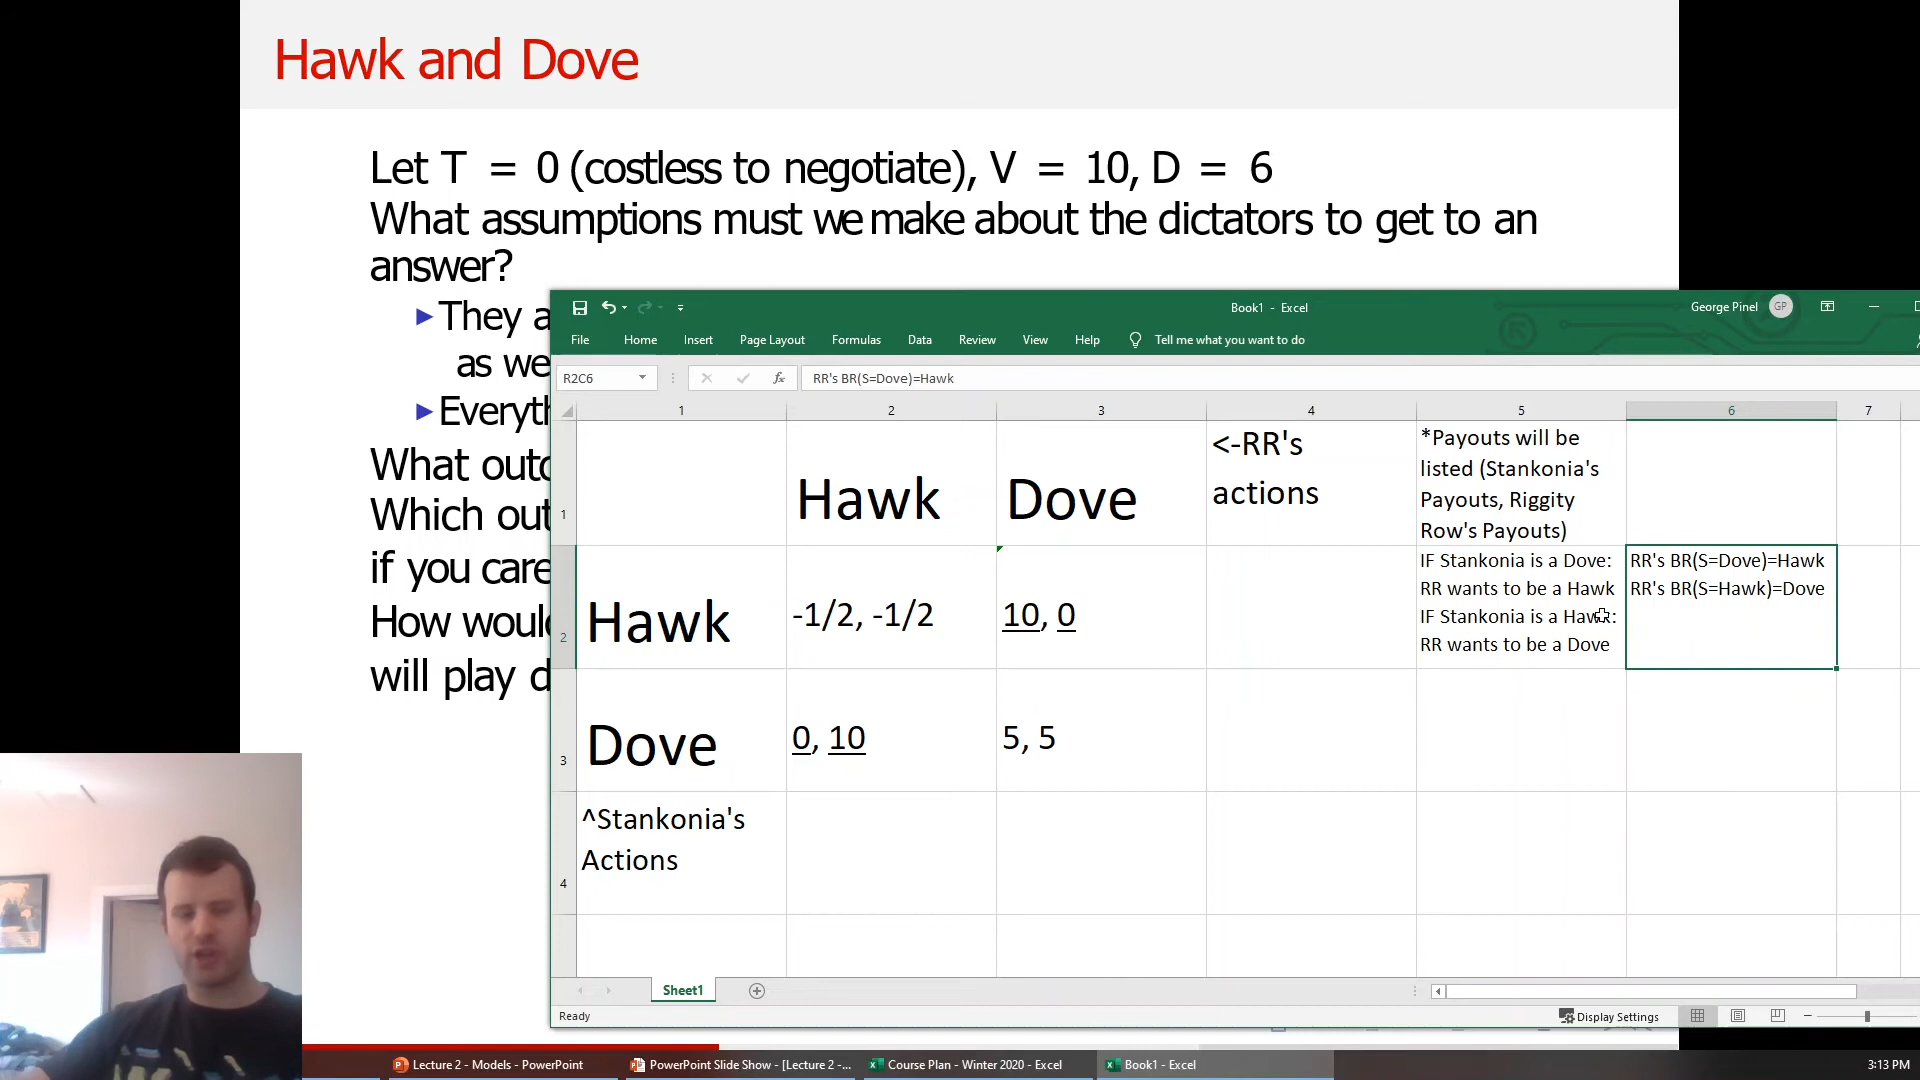 Hawk and Dove
Let T = 0 (costless to negotiate), V = 10, D = 6
What assumptions must we make about the dictators to get to an
answer?
They a
as we
Everyth
What outc
Which out
if you care
How would
will play d
Book1 - Excel
George Pinel
GP
File Home Insert Page Layout Formulas Data Review View Help Tell me what you want to do
R2C6
fx
RR's BR(S=Dove)=Hawk
1 2 3 4 5 6 7
1
Hawk
Dove
<-RR's
actions
*Payouts will be
listed (Stankonia's
Payouts, Riggity
Row's Payouts)
2
Hawk
-1/2, -1/2
10, 0
IF Stankonia is a Dove:
RR wants to be a Hawk
IF Stankonia is a Hawk:
RR wants to be a Dove
RR's BR(S=Dove)=Hawk
RR's BR(S=Hawk)=Dove
3
Dove
0, 10
5, 5
4
^Stankonia's
Actions
Sheet1
Ready
Display Settings
Lecture 2 - Models - PowerPoint
PowerPoint Slide Show - [Lecture 2 -...
Course Plan - Winter 2020 - Excel
Book1 - Excel
3:13 PM